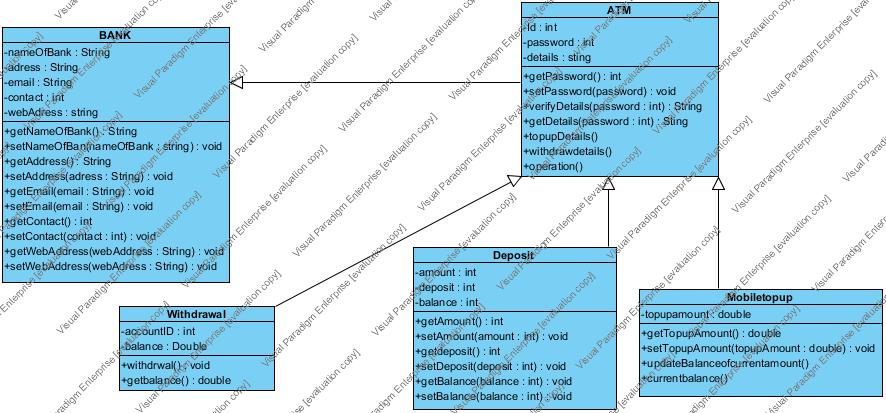 BANK
-nameOfBank : String
-adress : String
-email : String
-contact : int
-webAdress : string
+getNameOfBank() : String
+setNameOfBan(nameOfBank : string) : void
+getAddress() : String
+setAddress(adress : String) : void
+getEmail(email : String) : void
+setEmail(email : String) : void
+getContact() : int
+setContact(contact : int) : void
+getWebAddress(webAddress : String) : void
+setWebAddress(webAdress : String) : void
ATM
-Id : int
-password : int
-details : sting
+getPassword() : int
+setPassword(password) : void
+verifyDetails(password : int) : String
+getDetails(password : int) : Sting
+topupDetails()
+withdrawdetails()
+operation()
Withdrawal
-accountID : int
-balance : Double
+withdrwal() : void
+getbalance() : double
Deposit
-amount : int
-deposit : int
-balance : int
+getAmount() : int
+setAmount(amount : int) : void
+getdeposit() : int
+setDeposit(deposit : int) : void
+getBalance(balance : int) : void
+setBalance(balance : int) : void
Mobiletopup
-topupamount : double
+getTopupAmount() : double
+setTopupAmount(topupAmount : double) : void
+updateBalanceofcurrentamount()
+currentbalance()
Visual Paradigm Enterprise [evaluation copy]